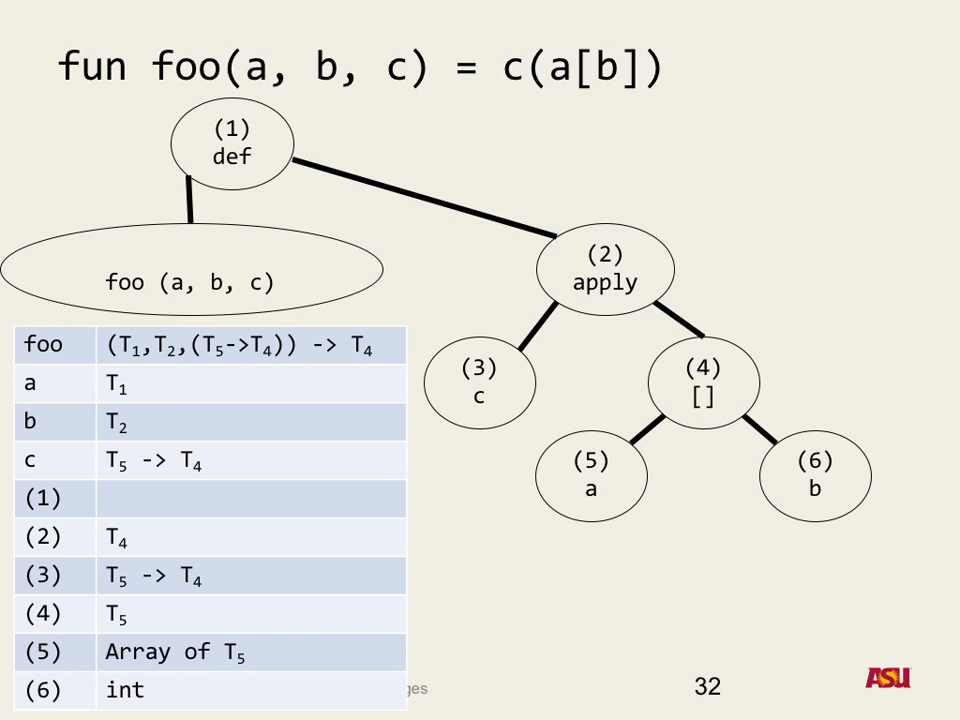 fun foo(a, b, c) = c(a[b])
(1)
def
foo (a, b, c)
(2)
apply
(3)
c
(4)
[]
(5)
a
(6)
b
foo (T₁,T₂,(T₅->T₄)) -> T₄
a T₁
b T₂
c T₅ -> T₄
(1)
(2) T₄
(3) T₅ -> T₄
(4) T₅
(5) Array of T₅
(6) int
32
ASU